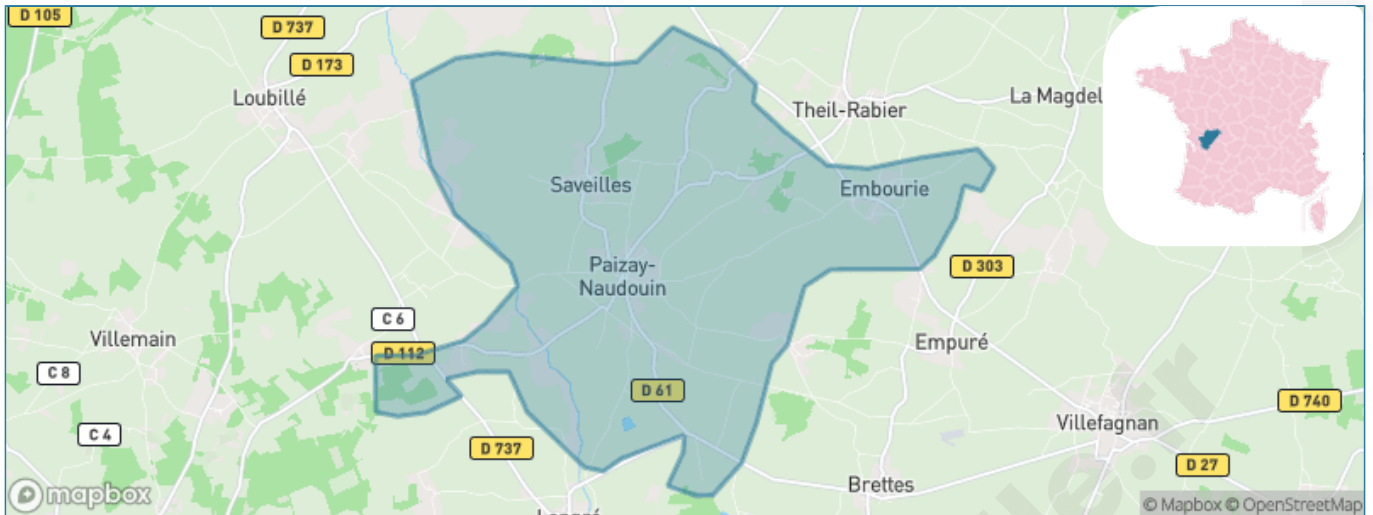 D 105
D 737
D 173
Loubillé
Theil-Rabier
La Magdel
Saveilles
Embourie
Paizay-
Naudouin
D 303
C 6
Villemain
D 112
Empuré
C 8
D 61
D 740
Villefagnan
C 4
D 737
D 27
Brettes
mapbox
© Mapbox © OpenStreetMap